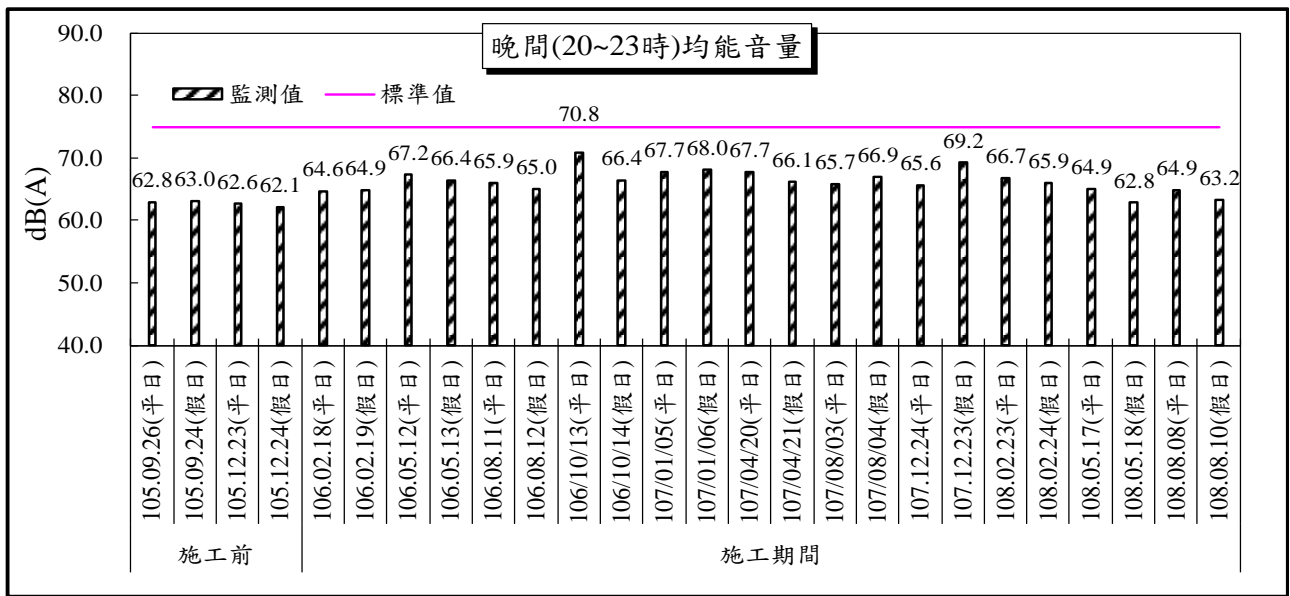 晚間(20~23時)均能音量
監測值
標準值
dB(A)
90.0
80.0
70.0
60.0
50.0
40.0
62.8
63.0
62.6
62.1
64.6
64.9
67.2
66.4
65.9
65.0
70.8
66.4
67.7
68.0
67.7
66.1
65.7
66.9
65.6
69.2
66.7
65.9
64.9
62.8
64.9
63.2
105.09.26(平日)
105.09.24(假日)
105.12.23(平日)
105.12.24(假日)
106.02.18(平日)
106.02.19(假日)
106.05.12(平日)
106.05.13(假日)
106.08.11(平日)
106.08.12(假日)
106/10/13(平日)
106/10/14(假日)
107/01/05(平日)
107/01/06(假日)
107/04/20(平日)
107/04/21(假日)
107/08/03(平日)
107/08/04(假日)
107.12.24(平日)
107.12.23(假日)
108.02.23(平日)
108.02.24(假日)
108.05.17(平日)
108.05.18(假日)
108.08.08(平日)
108.08.10(假日)
施工前
施工期間